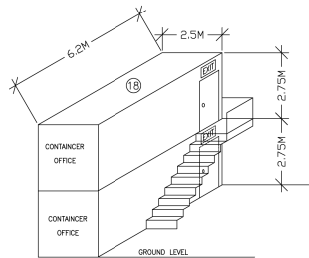 6.2M
2.5M
18
EXIT
2.75M
EXIT
2.75M
CONTAINCER
OFFICE
CONTAINCER
OFFICE
GROUND LEVEL